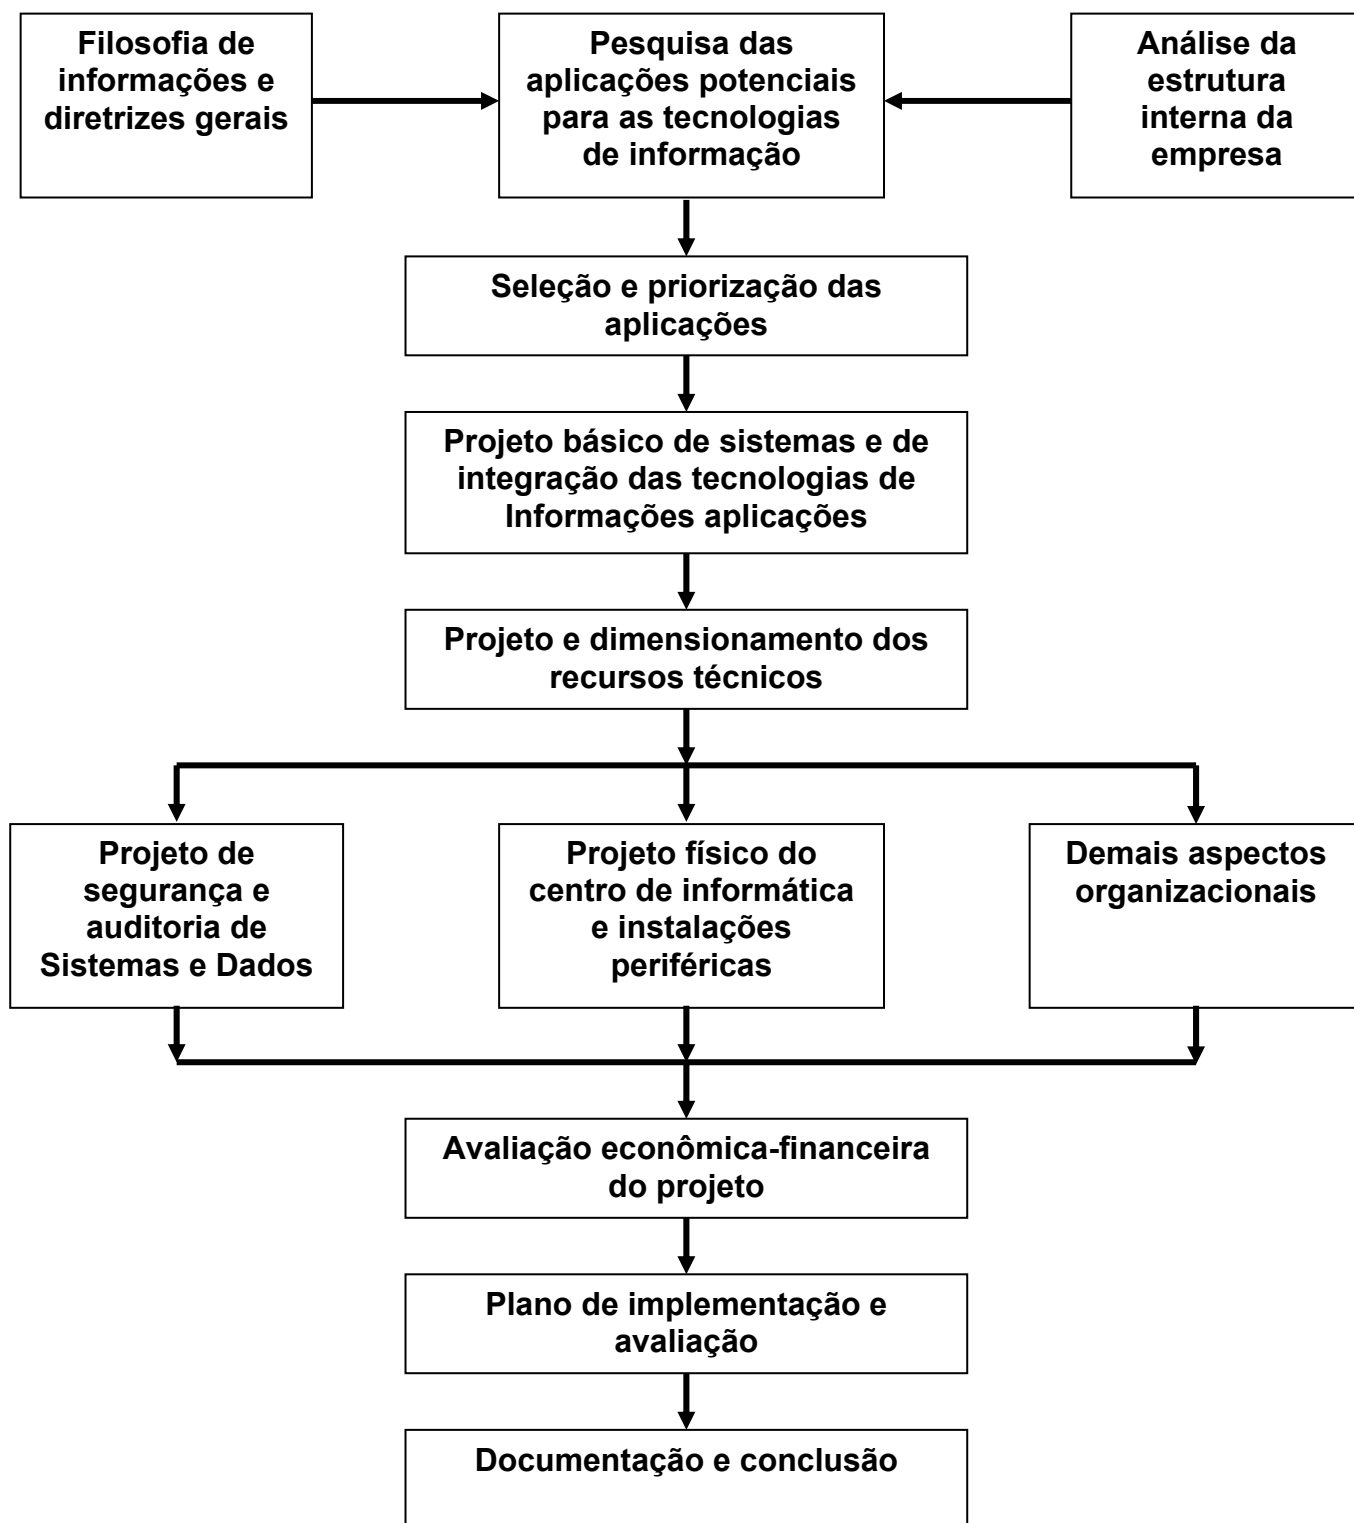 Filosofia de
informações e
diretrizes gerais
Pesquisa das
aplicações potenciais
para as tecnologias
de informação
Análise da
estrutura
interna da
empresa
Seleção e priorização das
aplicações
Projeto básico de sistemas e de
integração das tecnologias de
Informações aplicações
Projeto e dimensionamento dos
recursos técnicos
Projeto de
segurança e
auditoria de
Sistemas e Dados
Projeto físico do
centro de informática
e instalações
periféricas
Demais aspectos
organizacionais
Avaliação econômica-financeira
do projeto
Plano de implementação e
avaliação
Documentação e conclusão